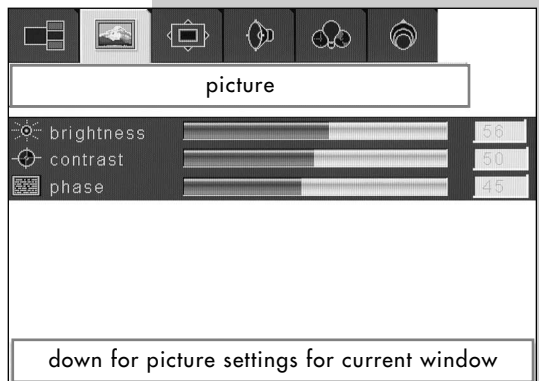 picture
brightness 56
contrast 50
phase 45
down for picture settings for current window